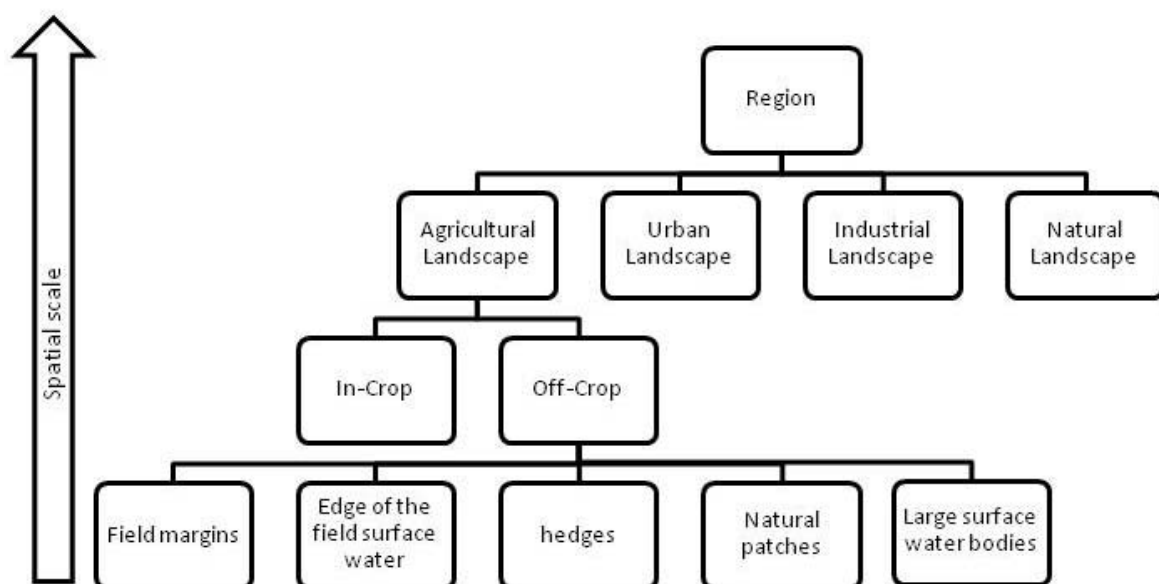 Region
Agricultural
Landscape
Urban
Landscape
Industrial
Landscape
Natural
Landscape
Spatial scale
In-Crop
Off-Crop
Field margins
Edge of the
field surface
water
hedges
Natural
patches
Large surface
water bodies